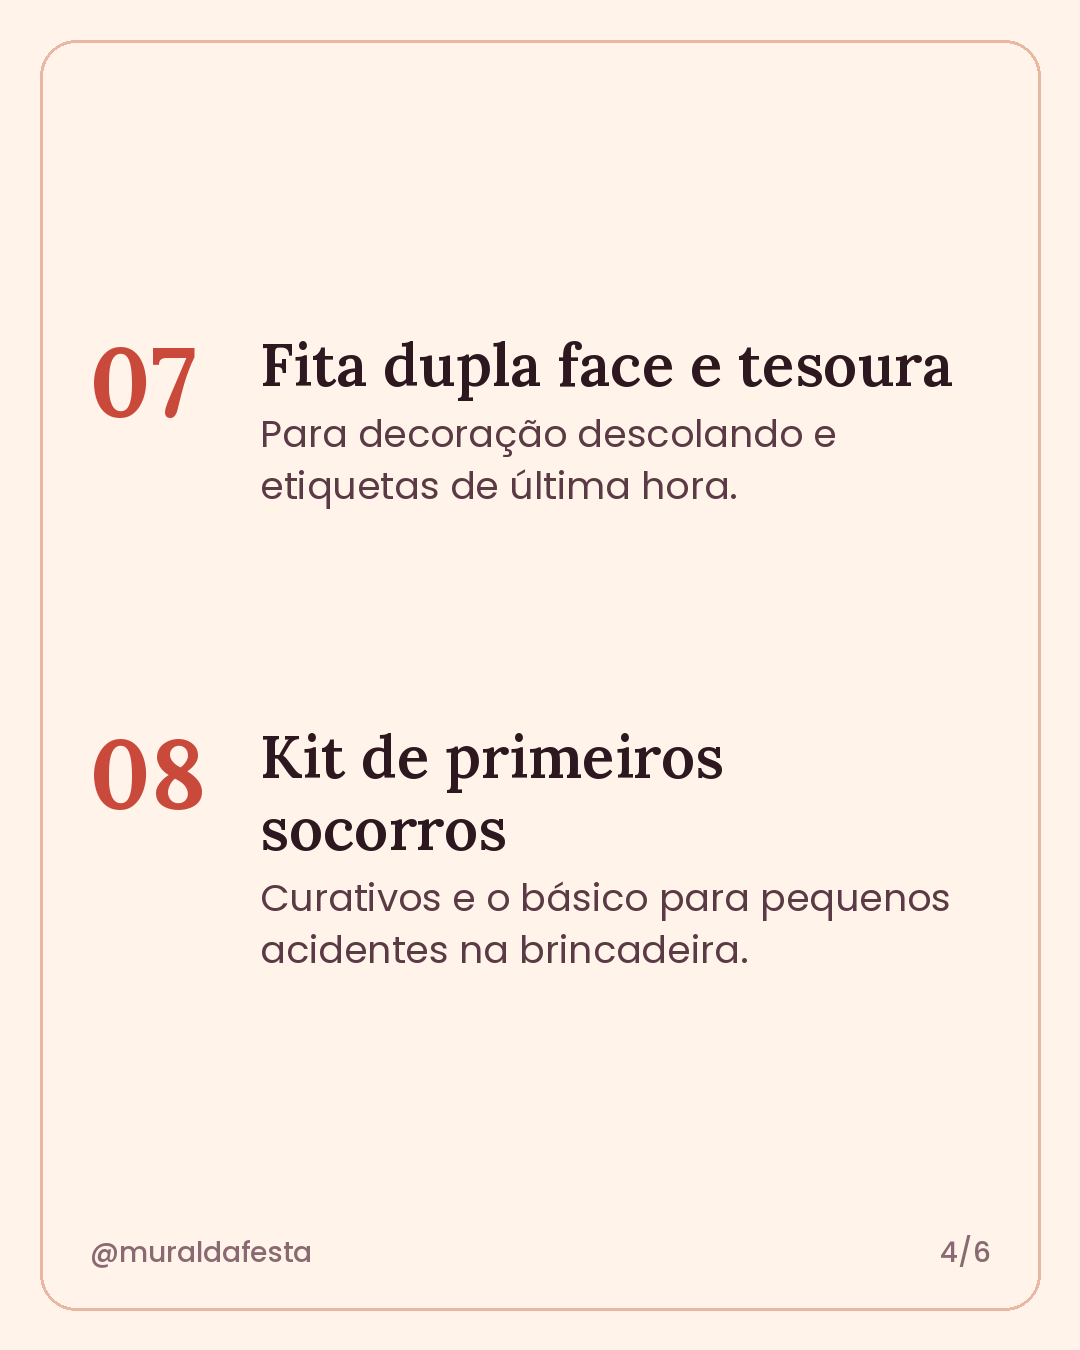 07
Fita dupla face e tesoura
Para decoração descolando e
etiquetas de última hora.
08
Kit de primeiros
socorros
Curativos e o básico para pequenos
acidentes na brincadeira.
@muraldafesta
4/6